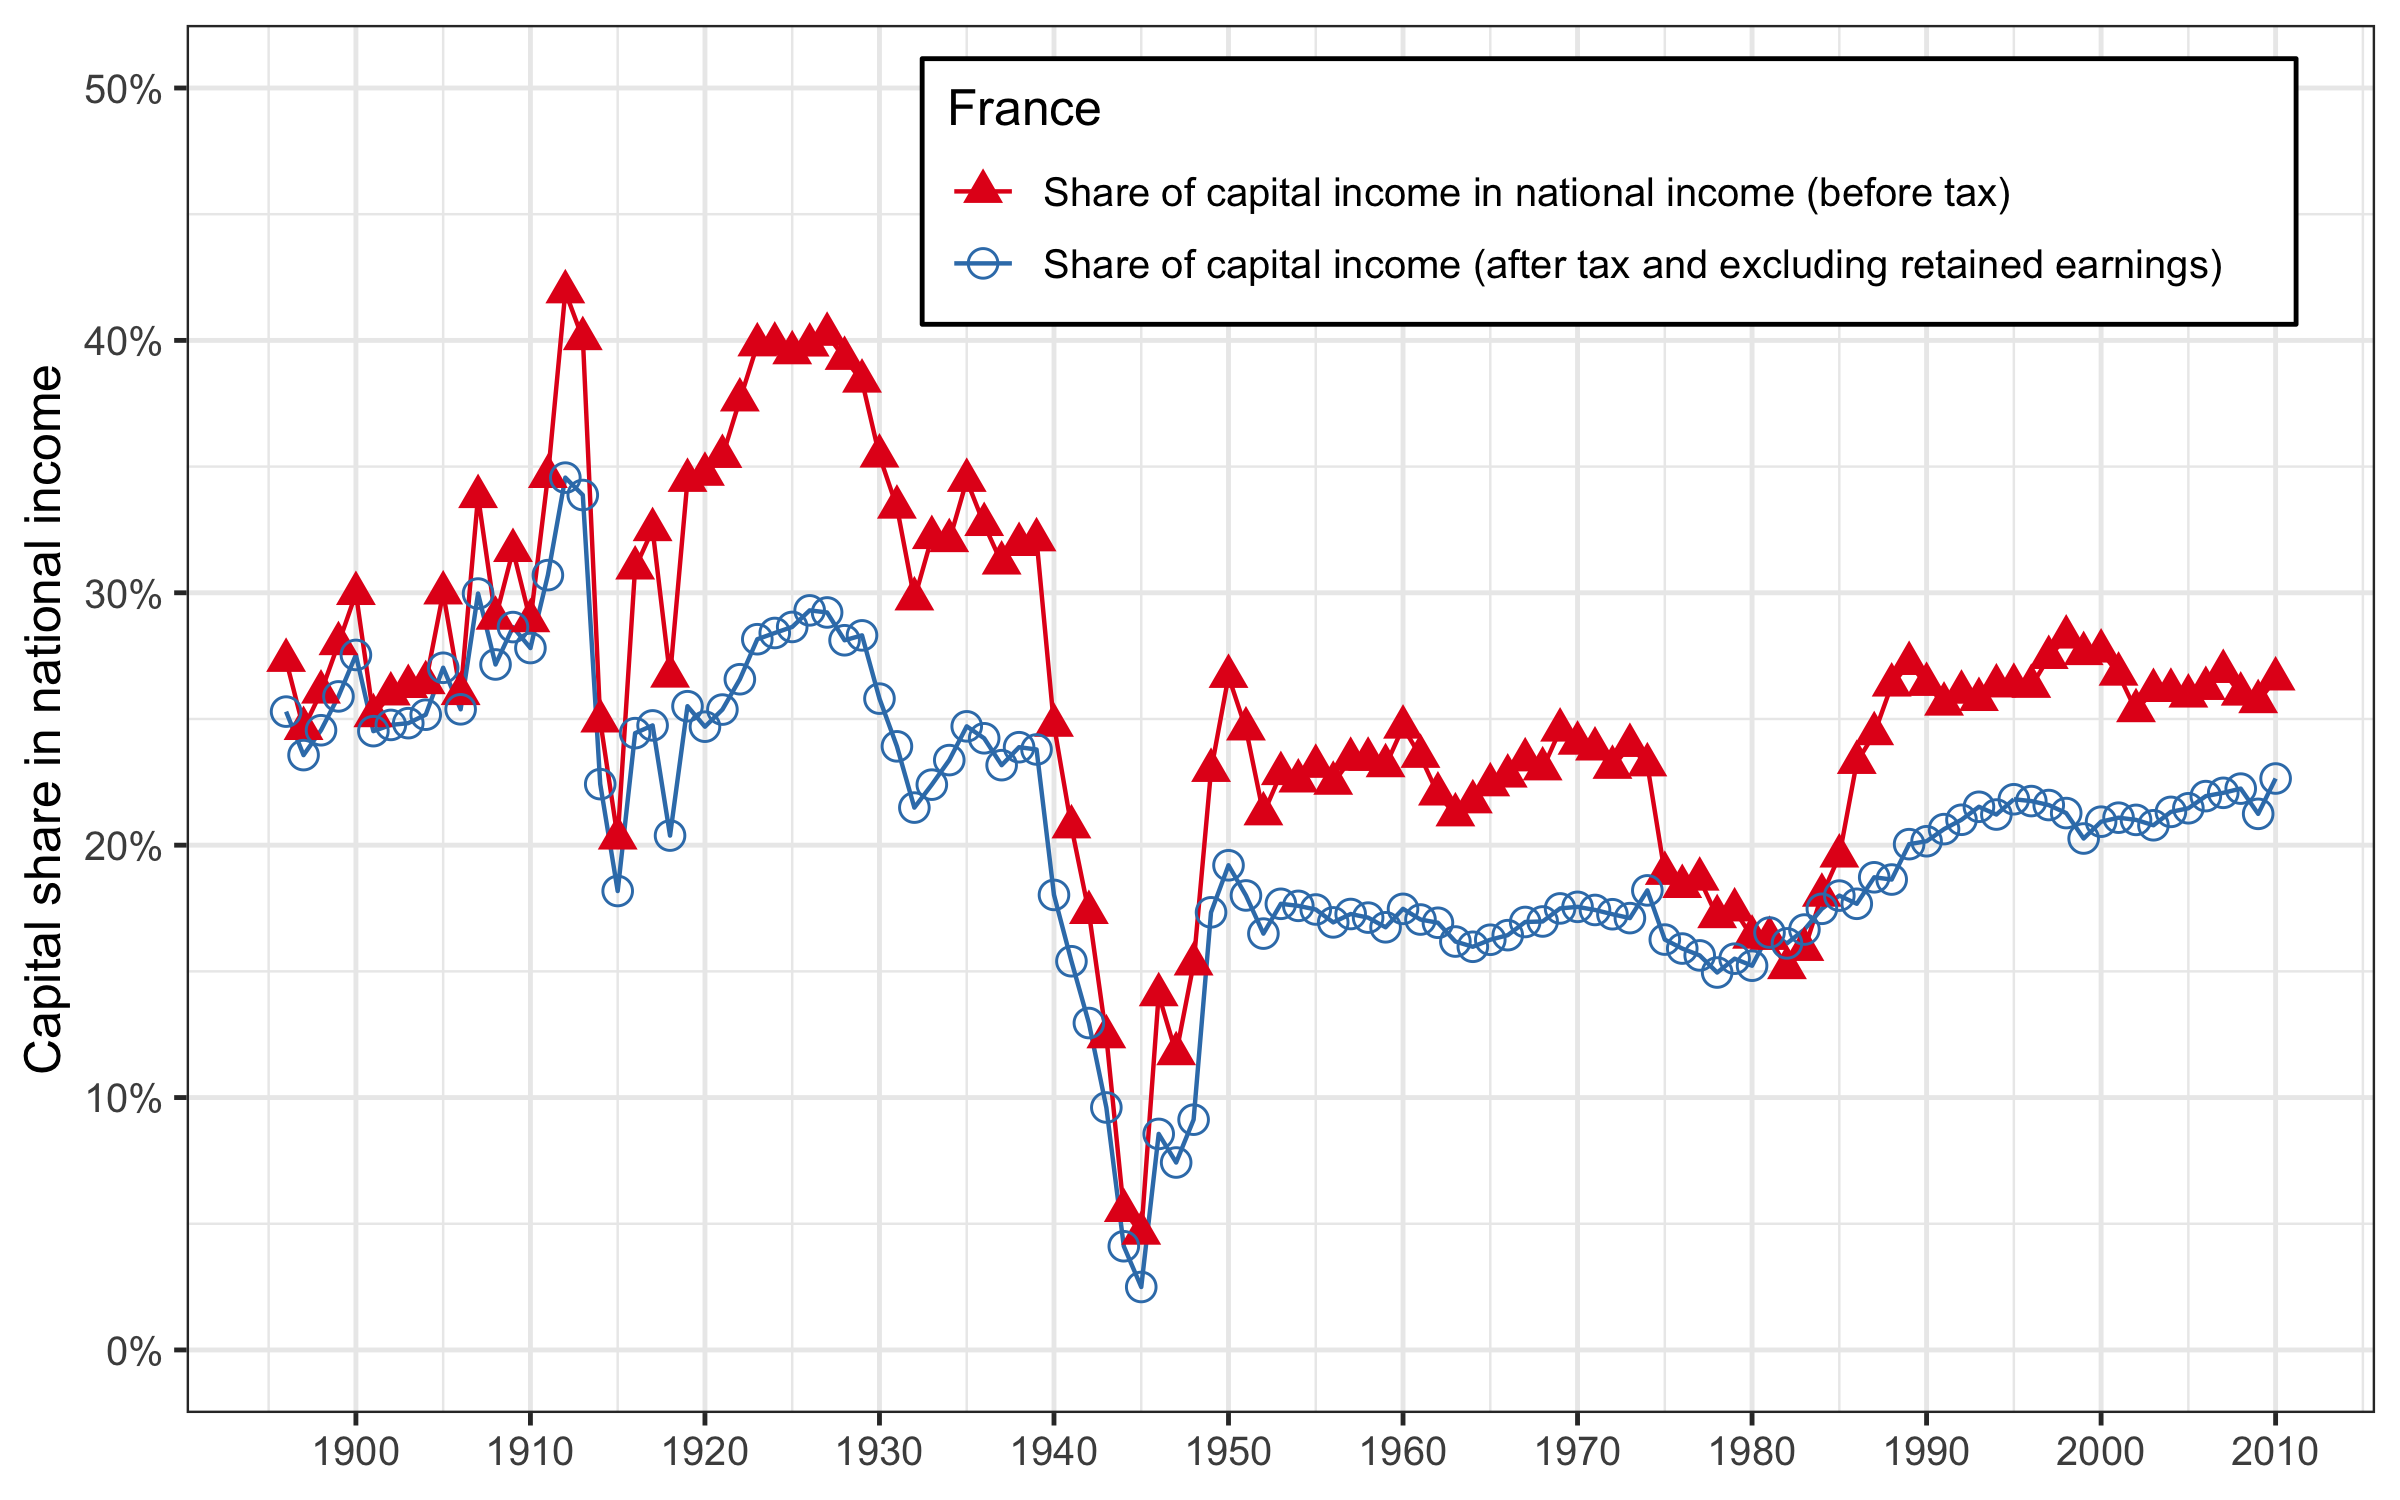 France
Share of capital income in national income (before tax)
Share of capital income (after tax and excluding retained earnings)
Capital share in national income
50%
40%
30%
20%
10%
0%
1900 1910 1920 1930 1940 1950 1960 1970 1980 1990 2000 2010